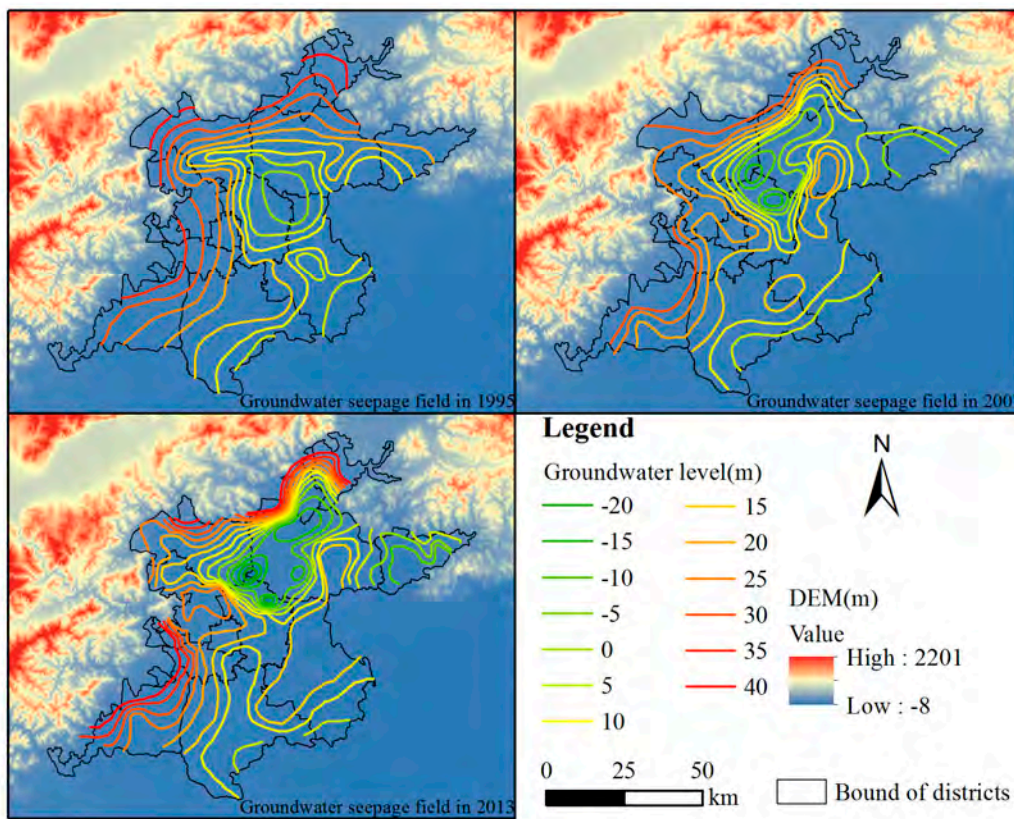 Groundwater seepage field in 1995
Groundwater seepage field in 200
Groundwater seepage field in 2013
Legend
Groundwater level(m)
-20
-15
-10
-5
0
5
10
15
20
25
30
35
40
N
DEM(m)
Value
High : 2201
Low : -8
0 25 50
km
Bound of districts